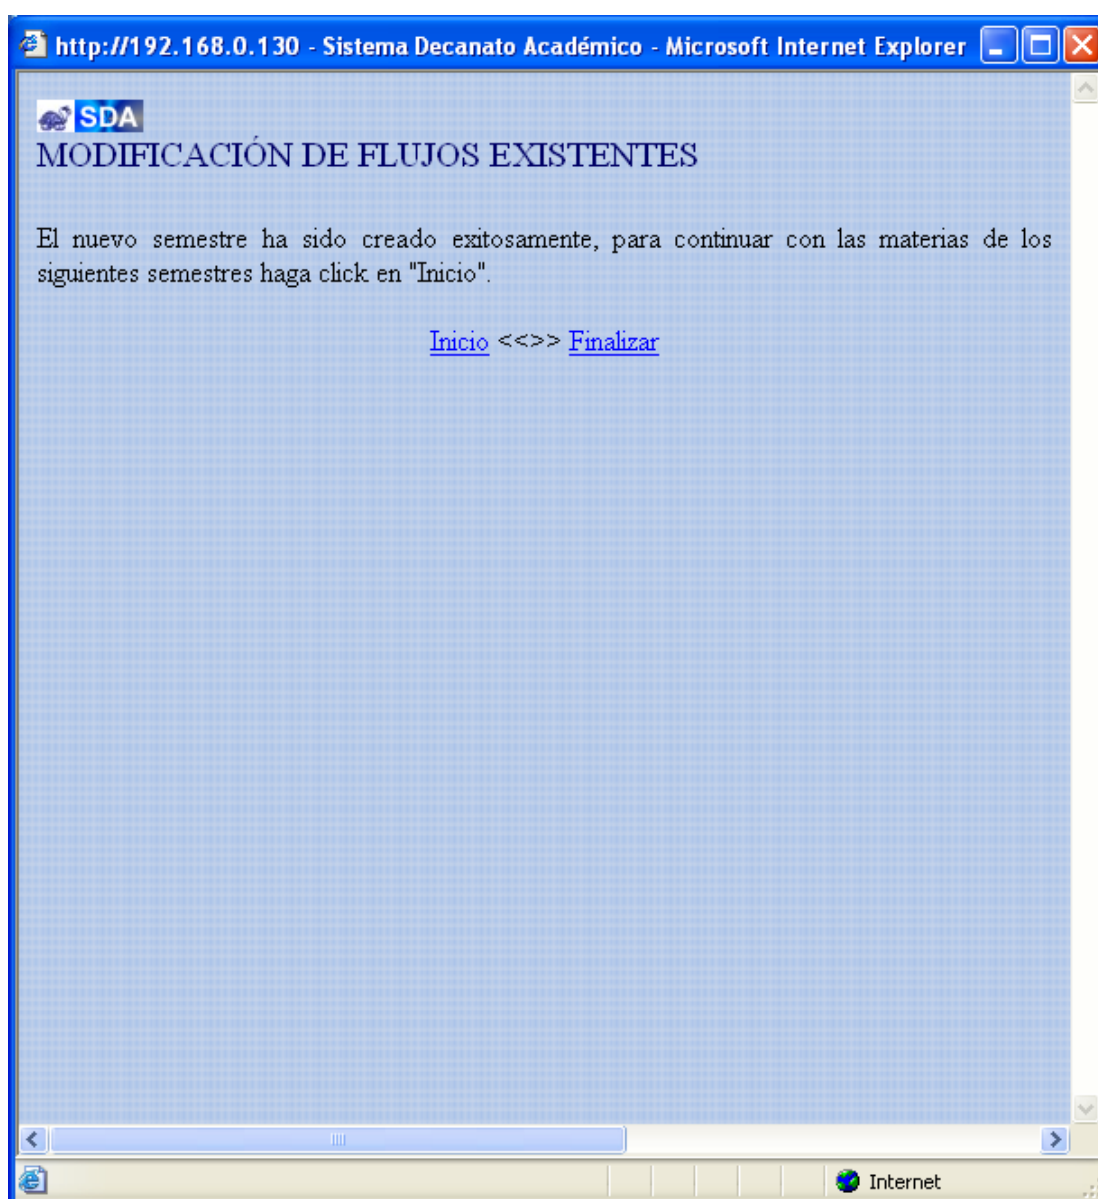 http://192.168.0.130 - Sistema Decanato Académico - Microsoft Internet Explorer
SDA
MODIFICACIÓN DE FLUJOS EXISTENTES
El nuevo semestre ha sido creado exitosamente, para continuar con las materias de los
siguientes semestres haga click en "Inicio".
Inicio <<>> Finalizar
Internet